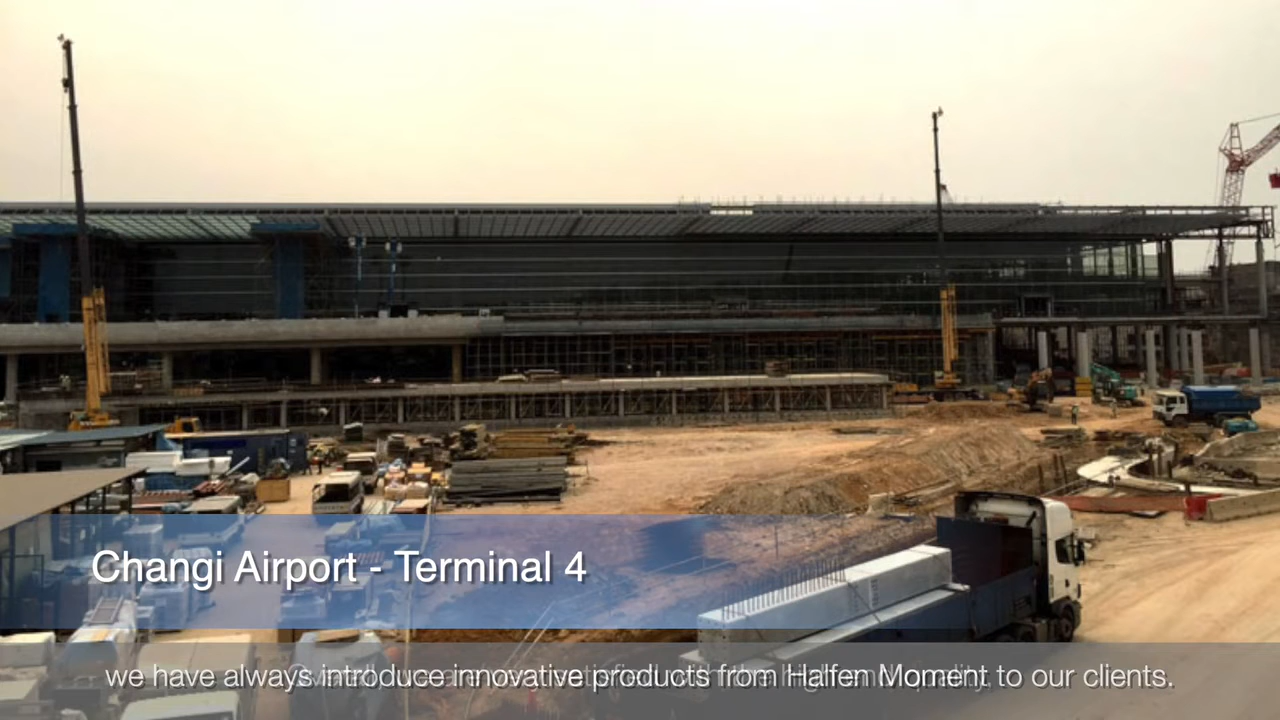 Changi Airport - Terminal 4
we have always introduce innovative products from Halfen Moment to our clients.